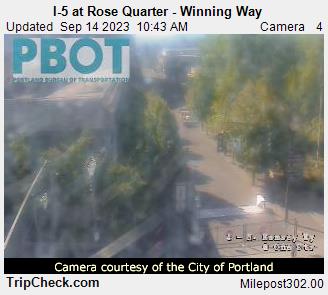 I-5 at Rose Quarter - Winning Way
Updated Sep 14 2023 10:43 AM Camera 4
PBOT
PORTLAND BUREAU OF TRANSPORTATION
Camera courtesy of the City of Portland
TripCheck.com Milepost302.00